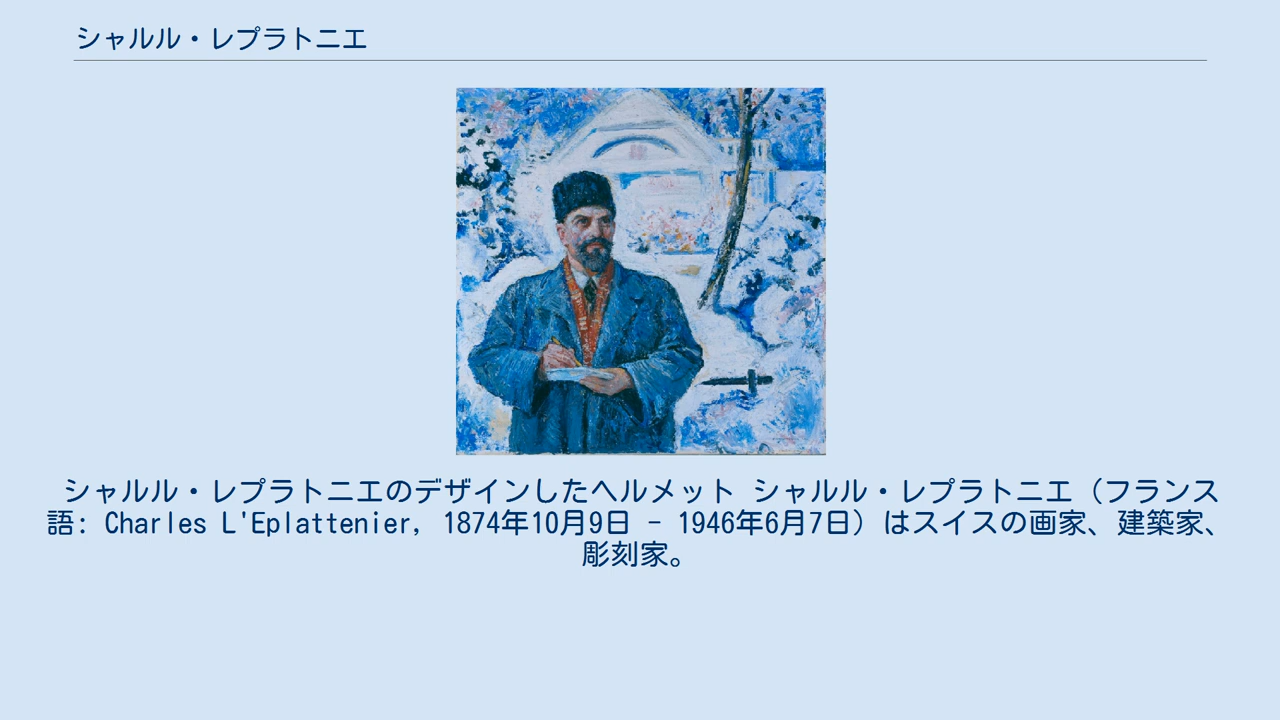 シャルル・レプラトニエ
シャルル・レプラトニエのデザインしたヘルメット シャルル・レプラトニエ（フランス
語: Charles L'Eplattenier, 1874年10月9日 - 1946年6月7日）はスイスの画家、建築家、
彫刻家。